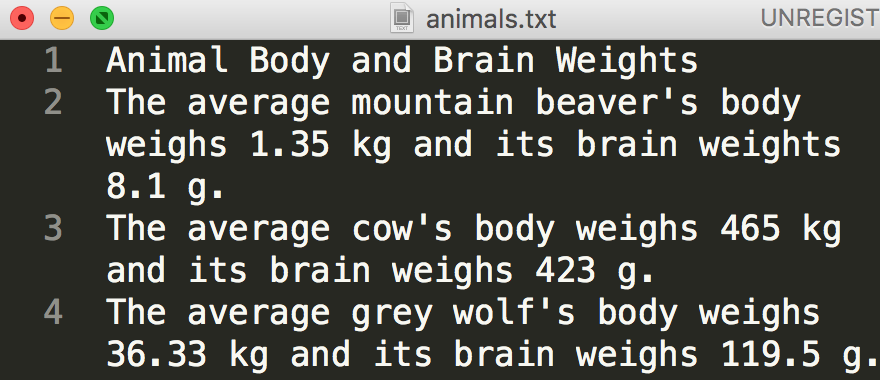 animals.txt
UNREGIST
1 Animal Body and Brain Weights
2 The average mountain beaver's body
weighs 1.35 kg and its brain weights
8.1 g.
3 The average cow's body weighs 465 kg
and its brain weighs 423 g.
4 The average grey wolf's body weighs
36.33 kg and its brain weighs 119.5 g.